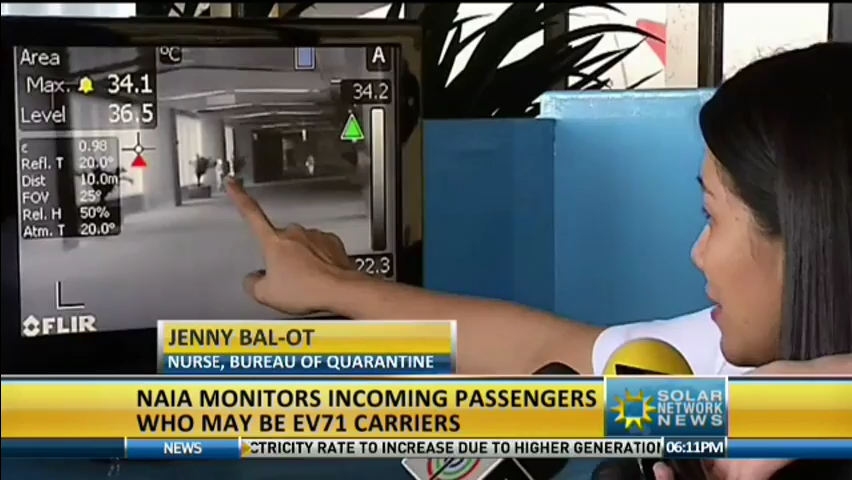 Area °C A
Max. 34.1
Level 36.5
34.2
ε 0.98
Refl. T 20.0°
Dist 10.0m
FOV 25°
Rel. H 50%
Atm. T 20.0°
22.3
FLIR
JENNY BAL-OT
NURSE, BUREAU OF QUARANTINE
NAIA MONITORS INCOMING PASSENGERS
WHO MAY BE EV71 CARRIERS
SOLAR
NETWORK
NEWS
NEWS CTRICITY RATE TO INCREASE DUE TO HIGHER GENERATION 06:11PM